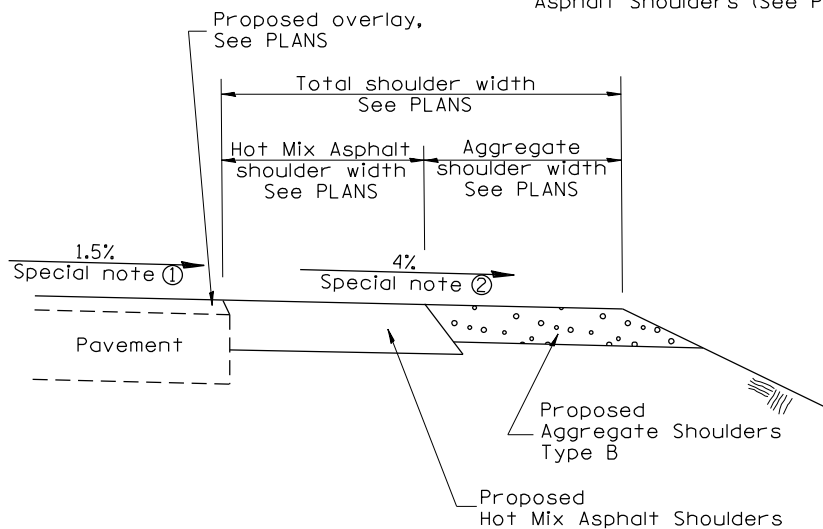 Asphalt Shoulders (See P
Proposed overlay,
See PLANS
Total shoulder width
See PLANS
Hot Mix Asphalt
shoulder width
See PLANS
Aggregate
shoulder width
See PLANS
1.5%
Special note ①
4%
Special note ②
Pavement
Proposed
Aggregate Shoulders
Type B
Proposed
Hot Mix Asphalt Shoulders